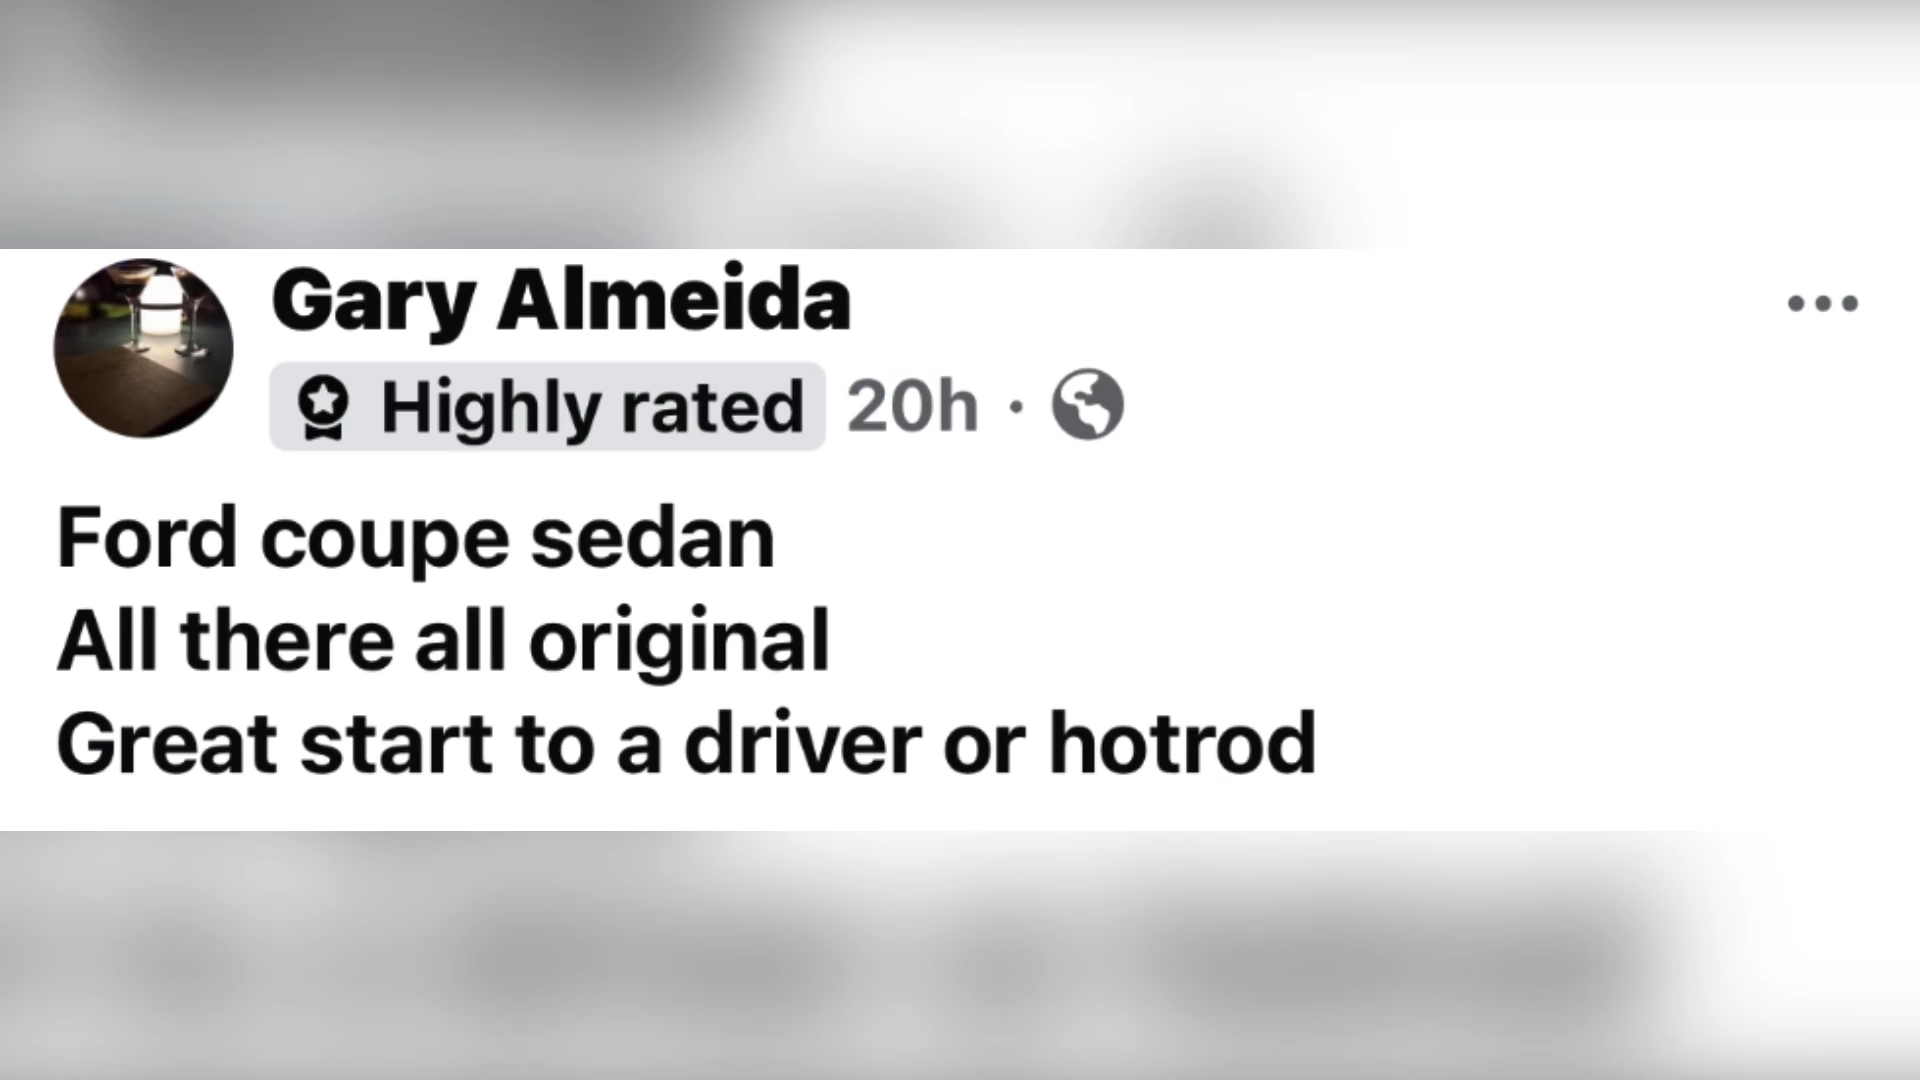 Gary Almeida
Highly rated 20h ·
Ford coupe sedan
All there all original
Great start to a driver or hotrod